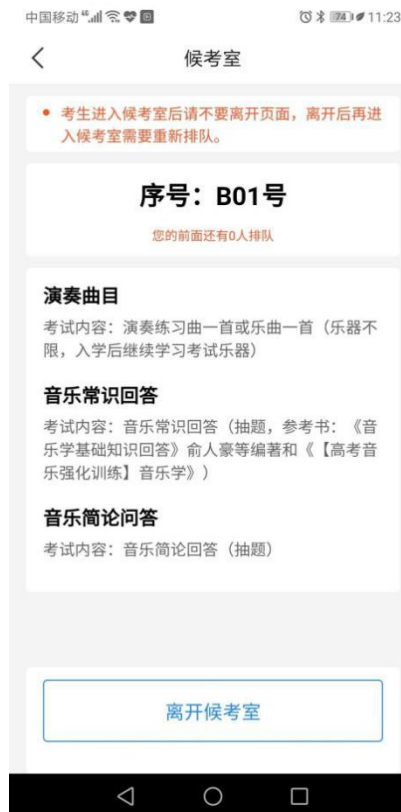 中国移动 46 74 11:23
候考室
考生进入候考室后请不要离开页面，离开后再进
入候考室需要重新排队。
序号：B01号
您的前面还有0人排队
演奏曲目
考试内容：演奏练习曲一首或乐曲一首（乐器不
限，入学后继续学习考试乐器）
音乐常识回答
考试内容：音乐常识回答（抽题，参考书：《音
乐学基础知识回答》俞人豪等编著和《【高考音
乐强化训练】音乐学》）
音乐简论问答
考试内容：音乐简论回答（抽题）
离开候考室